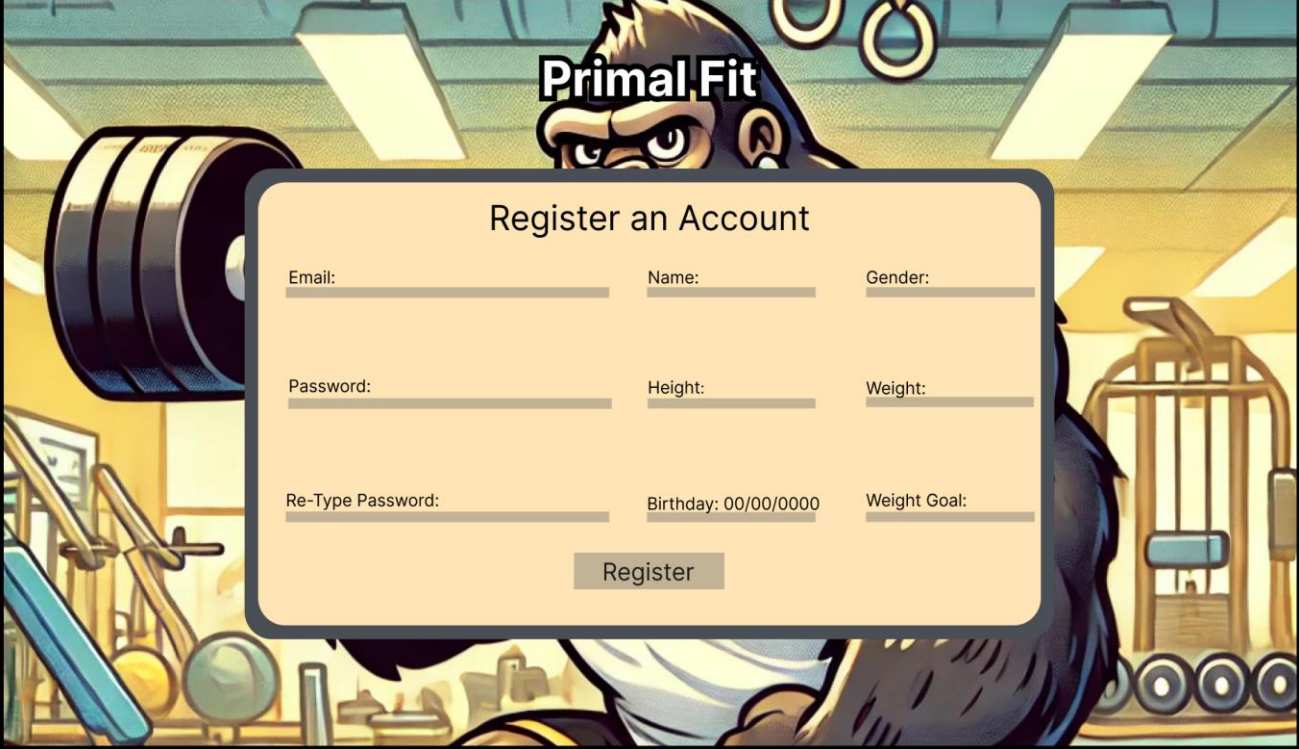 Primal Fit
Register an Account
Email:
Name:
Gender:
Password:
Height:
Weight:
Re-Type Password:
Birthday: 00/00/0000
Weight Goal:
Register